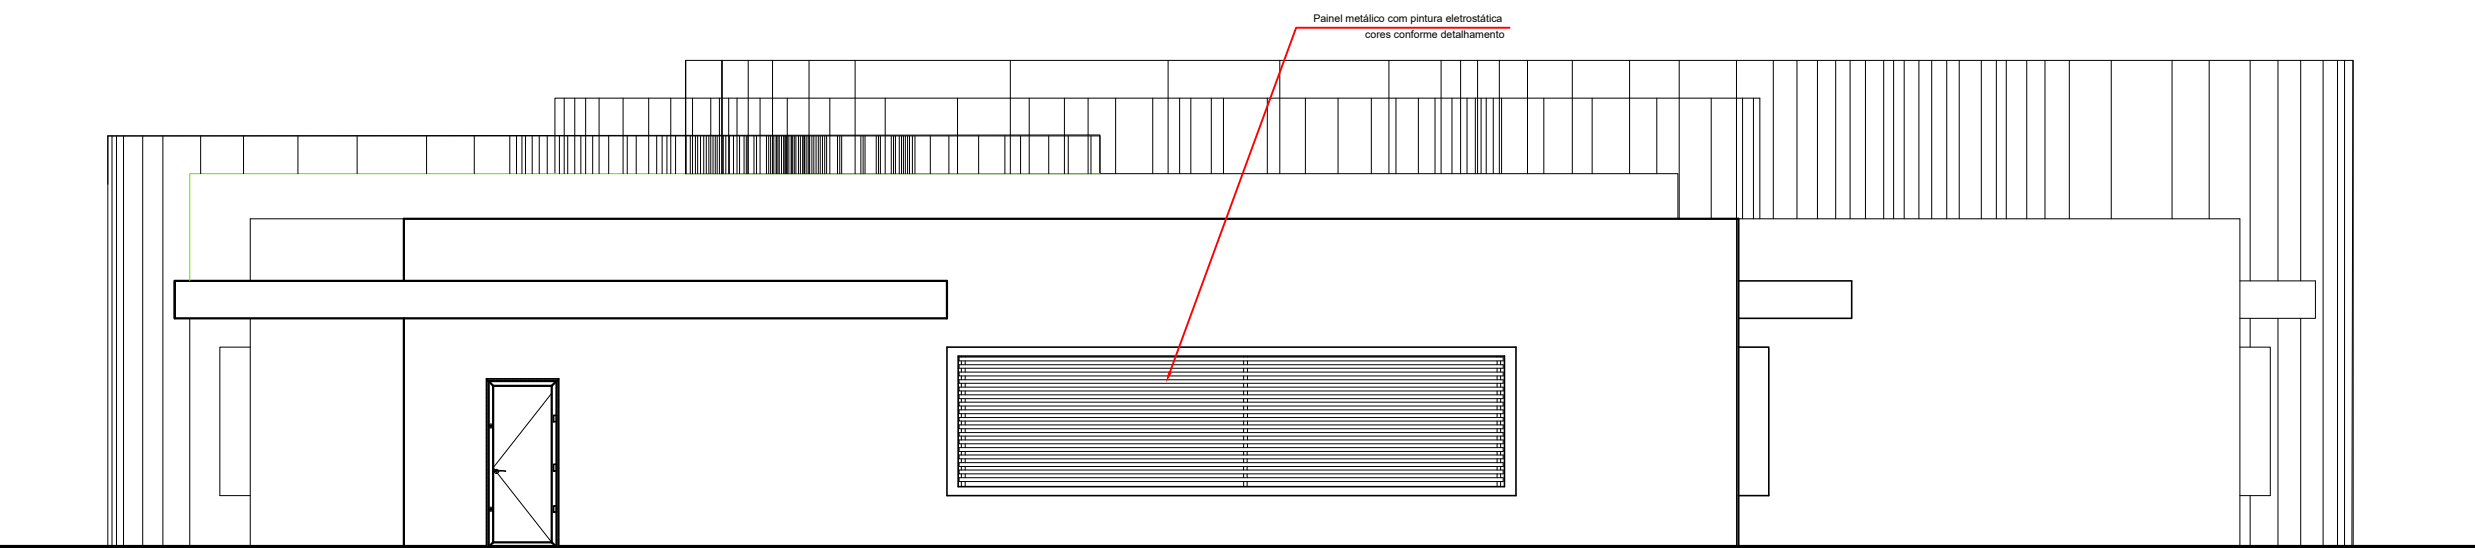 Painel metálico com pintura eletrostática
cores conforme detalhamento